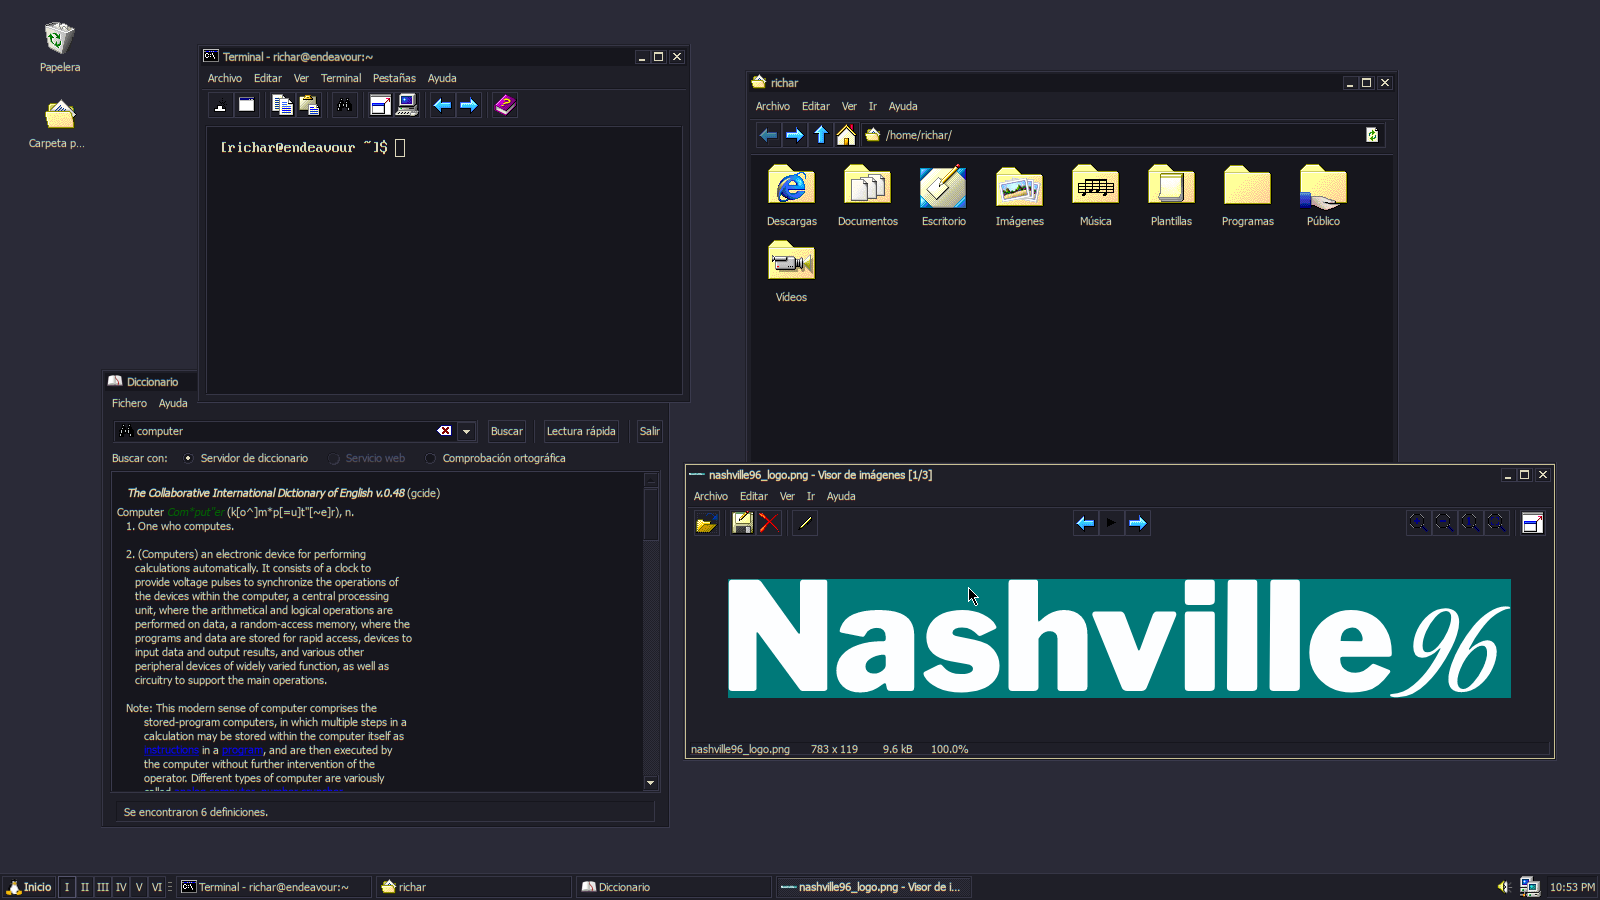 Papelera
Carpeta p...
Terminal - richar@endeavour:~
Archivo Editar Ver Terminal Pestañas Ayuda
[richar@endeavour ~]$
richar
Archivo Editar Ver Ir Ayuda
/home/richar/
Descargas Documentos Escritorio Imágenes Música Plantillas Programas Público
Vídeos
Diccionario
Fichero Ayuda
computer Buscar Lectura rápida Salir
Buscar con: Servidor de diccionario Servicio web Comprobación ortográfica
The Collaborative International Dictionary of English v.0.48 (gcide)
Computer Com*put"er (k[o^]m*p[=u]t"[~e]r), n.
1. One who computes.
2. (Computers) an electronic device for performing
calculations automatically. It consists of a clock to
provide voltage pulses to synchronize the operations of
the devices within the computer, a central processing
unit, where the arithmetical and logical operations are
performed on data, a random-access memory, where the
programs and data are stored for rapid access, devices to
input data and output results, and various other
peripheral devices of widely varied function, as well as
circuitry to support the main operations.
Note: This modern sense of computer comprises the
stored-program computers, in which multiple steps in a
calculation may be stored within the computer itself as
instructions in a program, and are then executed by
the computer without further intervention of the
operator. Different types of computer are variously
called
Se encontraron 6 definiciones.
nashville96_logo.png - Visor de imágenes [1/3]
Archivo Editar Ver Ir Ayuda
Nashville96
nashville96_logo.png 783 x 119 9.6 kB 100.0%
Inicio I II III IV V VI Terminal - richar@endeavour:~ richar Diccionario nashville96_logo.png - Visor de i... 10:53 PM